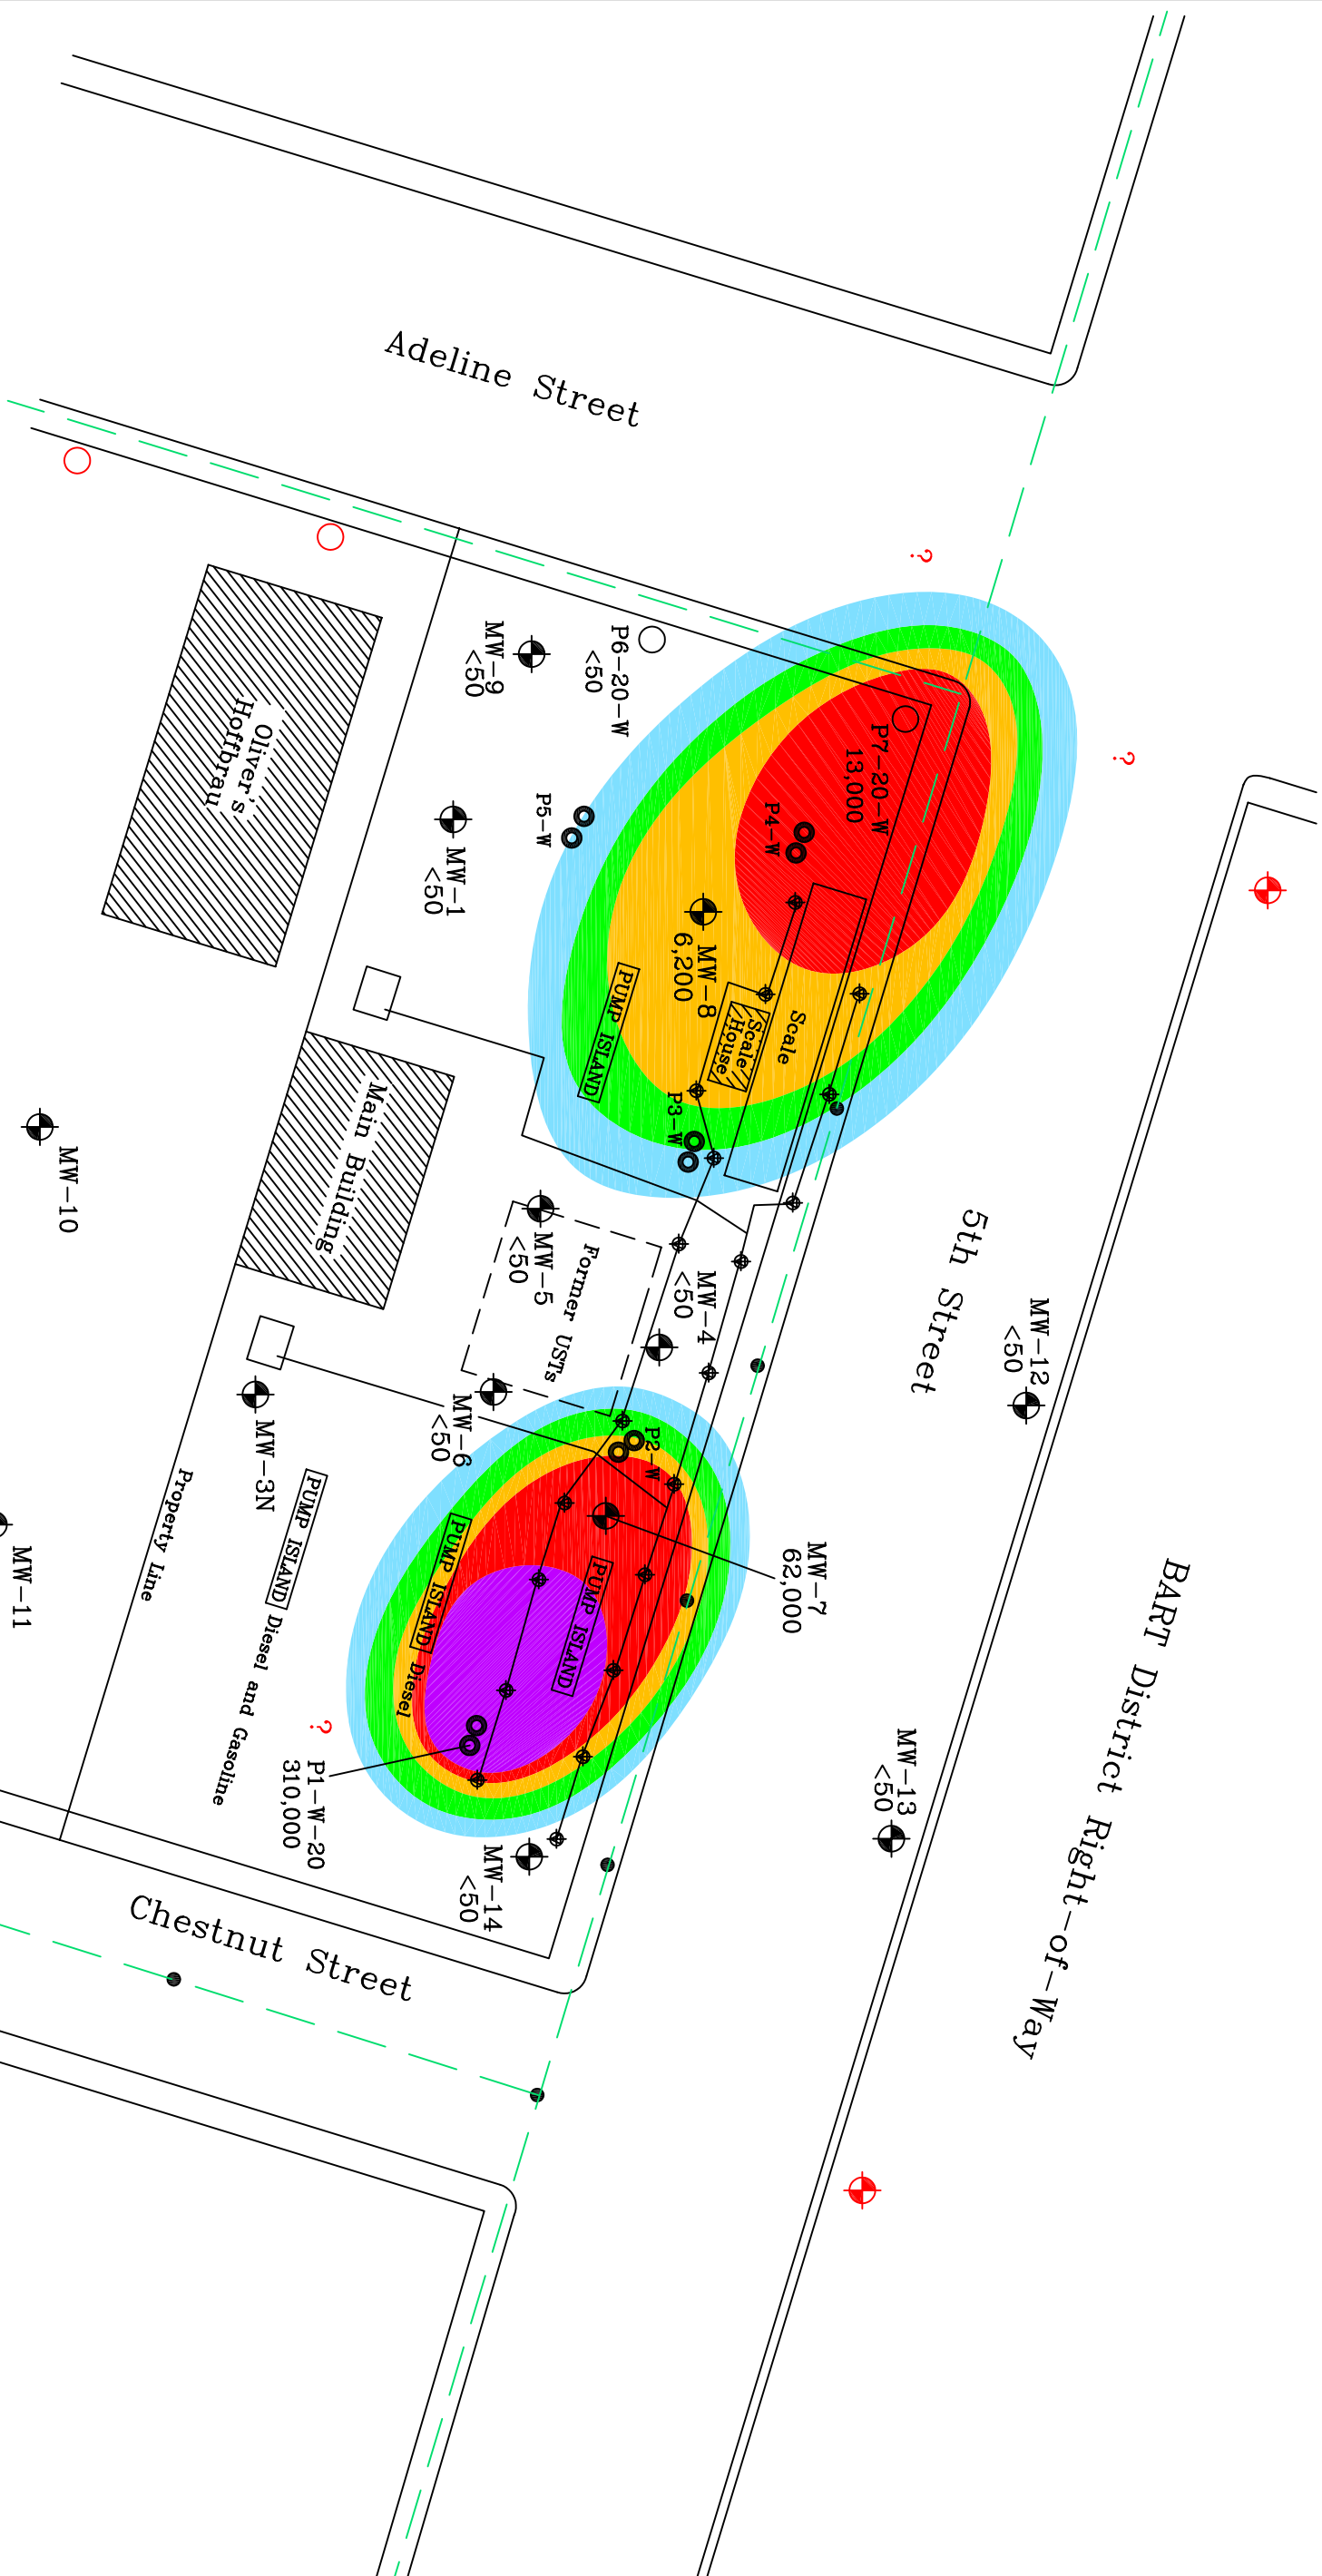 Adeline Street
?
?
MW-9
<50
P6-20-W
<50
P7-20-W
13,000
Oliver's
Hoffbrau
P5-W
P4-W
MW-1
<50
MW-8
6,200
PUMP ISLAND
Scale
House
Scale
P3-W
Main Building
MW-10
MW-5
<50
Former USTs
MW-4
<50
5th Street
MW-12
<50
MW-6
<50
P2-W
MW-3N
MW-7
62,000
PUMP ISLAND
PUMP ISLAND Diesel
PUMP ISLAND Diesel and Gasoline
Property Line
MW-11
BART District Right-of-Way
?
P1-W-20
310,000
MW-13
<50
MW-14
<50
Chestnut Street